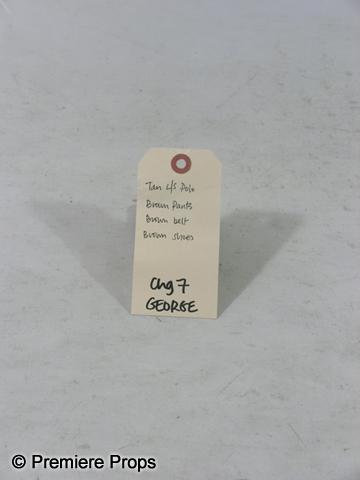 Tan L/S Polo
Brown Pants
Brown belt
Brown shoes
Chg 7
GEORGE
© Premiere Props